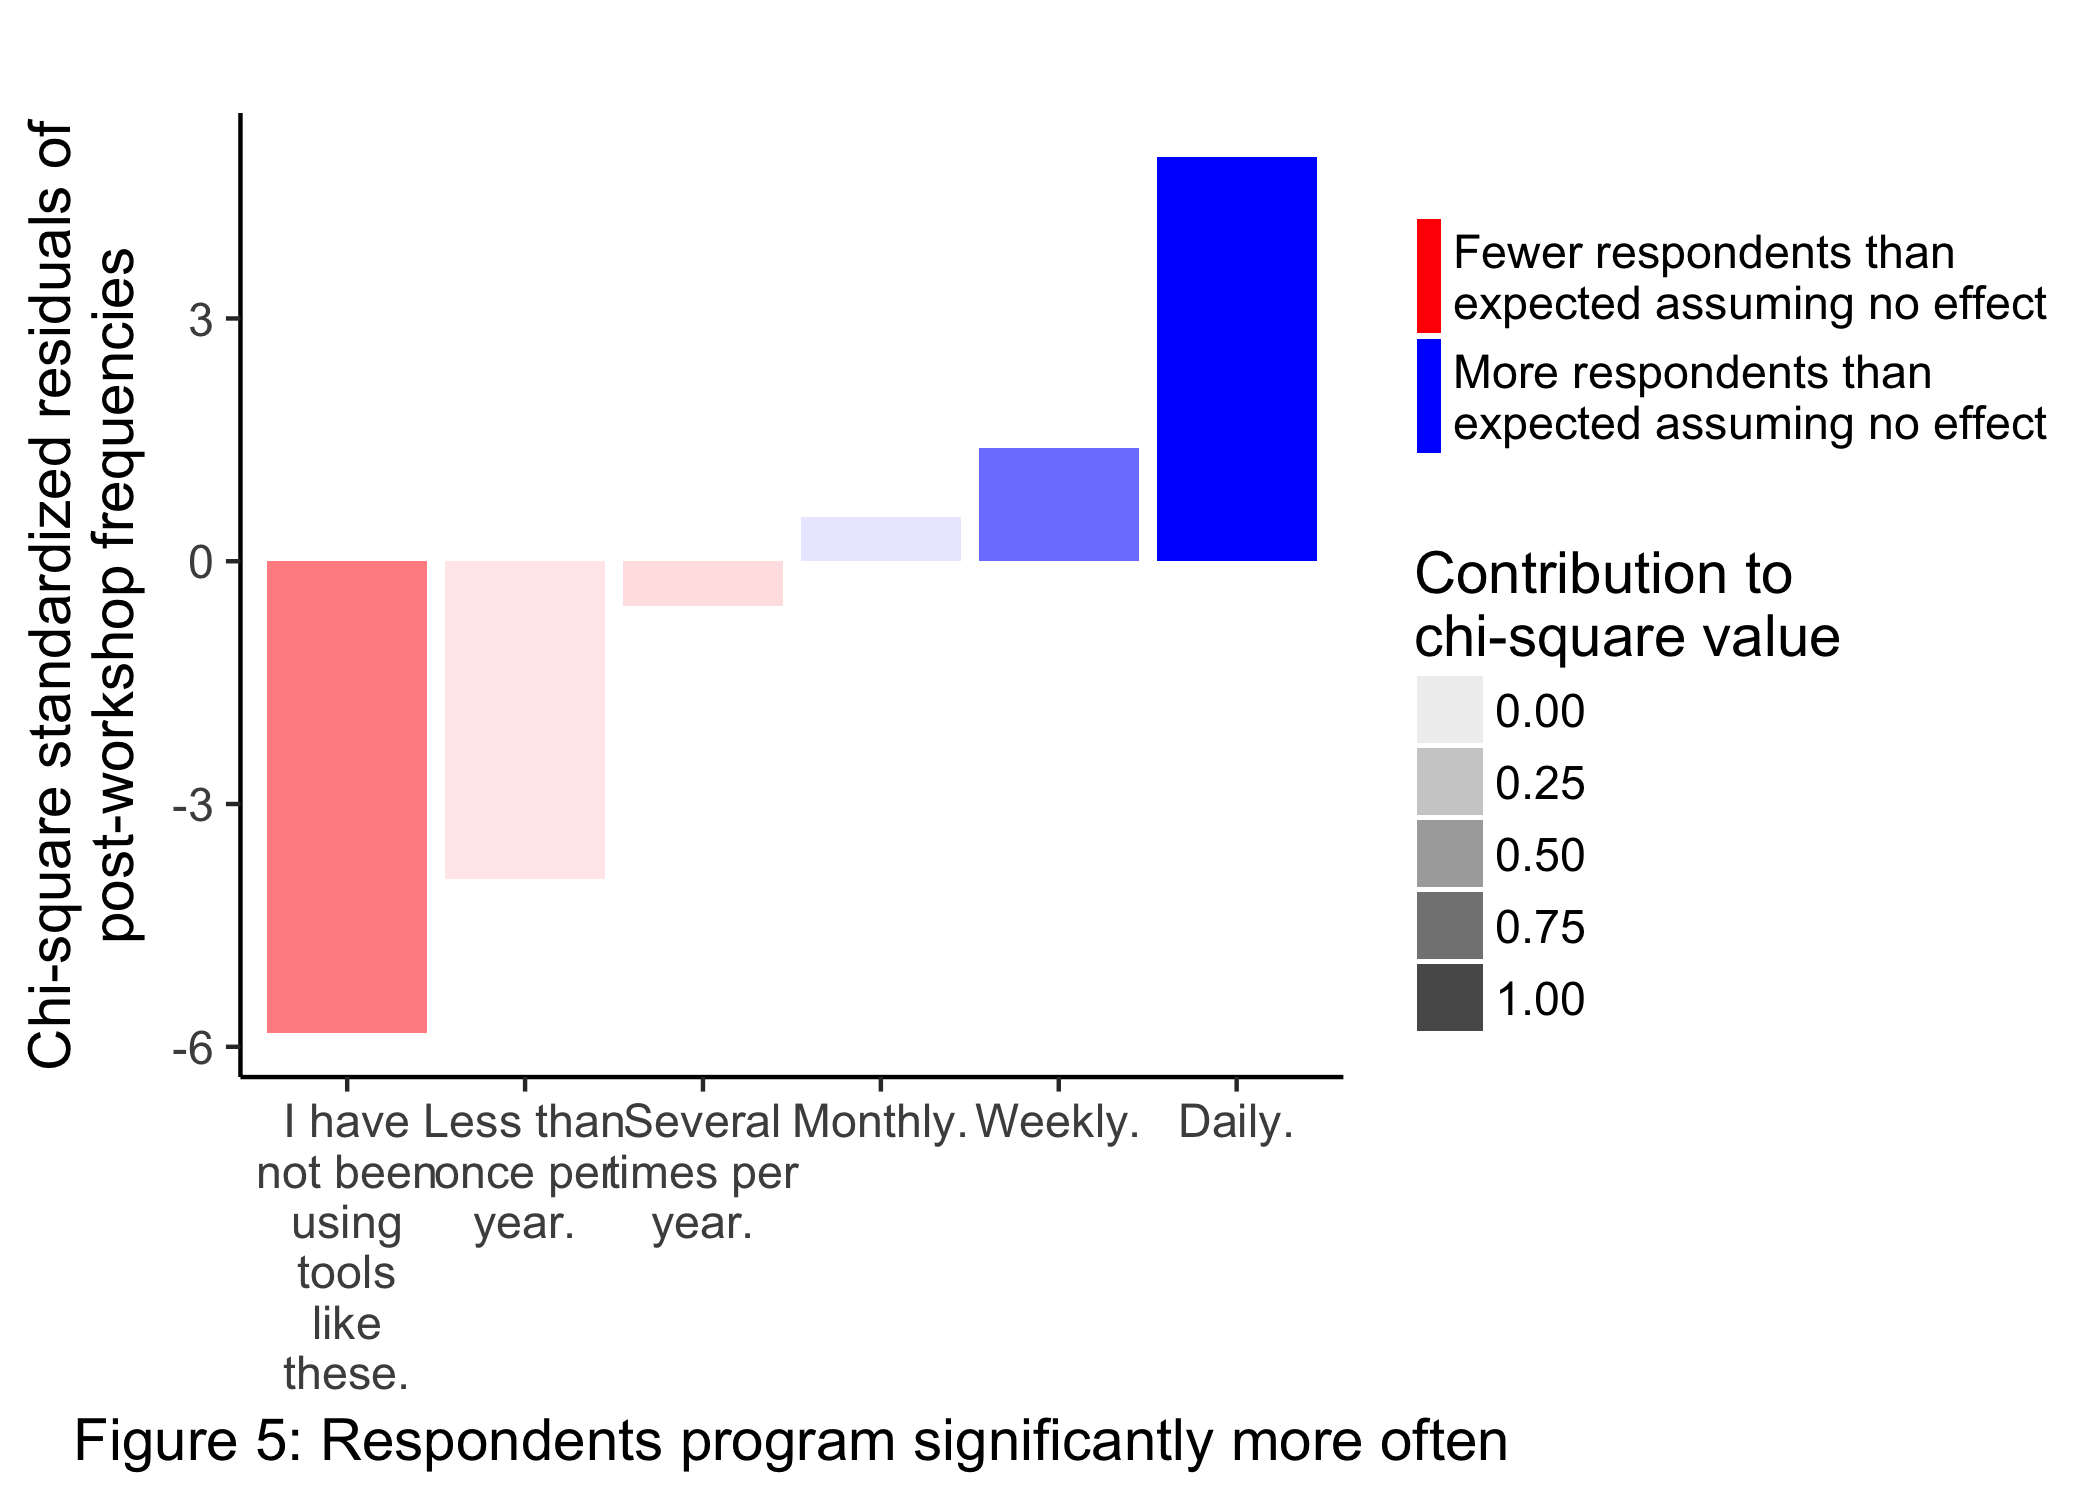 Chi-square standardized residuals of
post-workshop frequencies
3
0
-3
-6
I have
not been
using
tools
like
these.
Less than
once per
year.
Several
times per
year.
Monthly.
Weekly.
Daily.
Fewer respondents than
expected assuming no effect
More respondents than
expected assuming no effect
Contribution to
chi-square value
0.00
0.25
0.50
0.75
1.00
Figure 5: Respondents program significantly more often